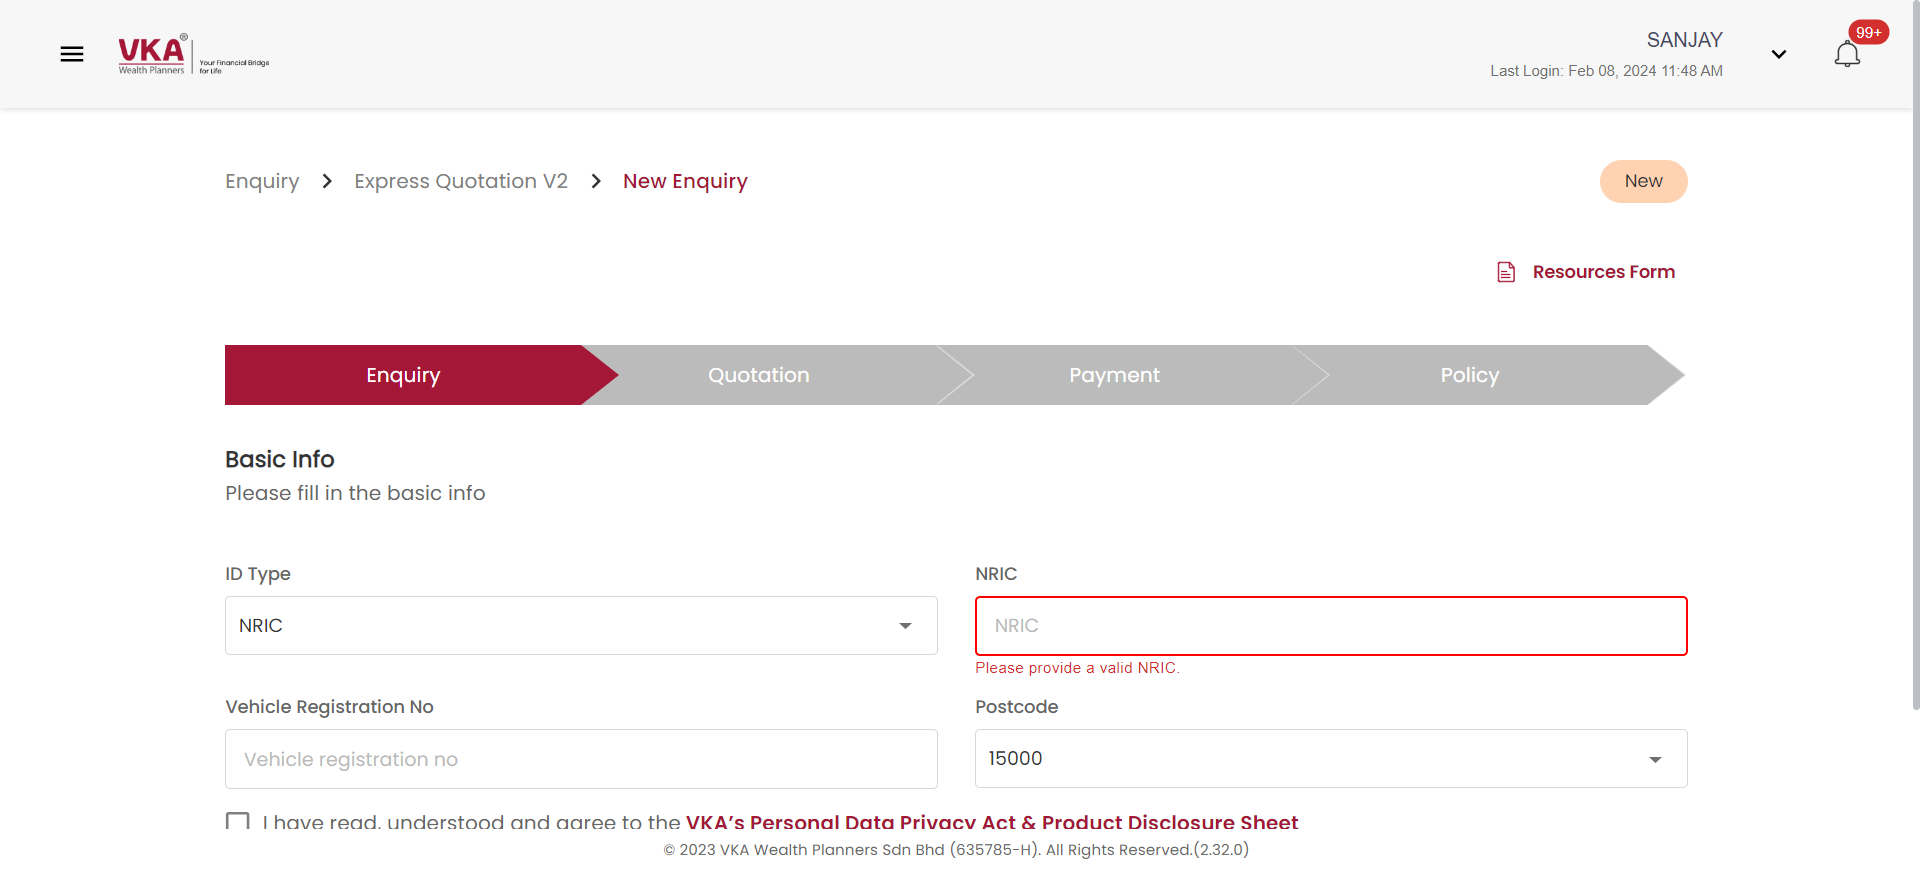 VKA®
Wealth Planners
Your Financial Bridge
for Life
SANJAY
Last Login: Feb 08, 2024 11:48 AM
99+
Enquiry > Express Quotation V2 > New Enquiry
New
Resources Form
Enquiry
Quotation
Payment
Policy
Basic Info
Please fill in the basic info
ID Type
NRIC
NRIC
NRIC
Please provide a valid NRIC.
Vehicle Registration No
Postcode
Vehicle registration no
15000
I have read, understood and agree to the VKA's Personal Data Privacy Act & Product Disclosure Sheet
© 2023 VKA Wealth Planners Sdn Bhd (635785-H). All Rights Reserved.(2.32.0)